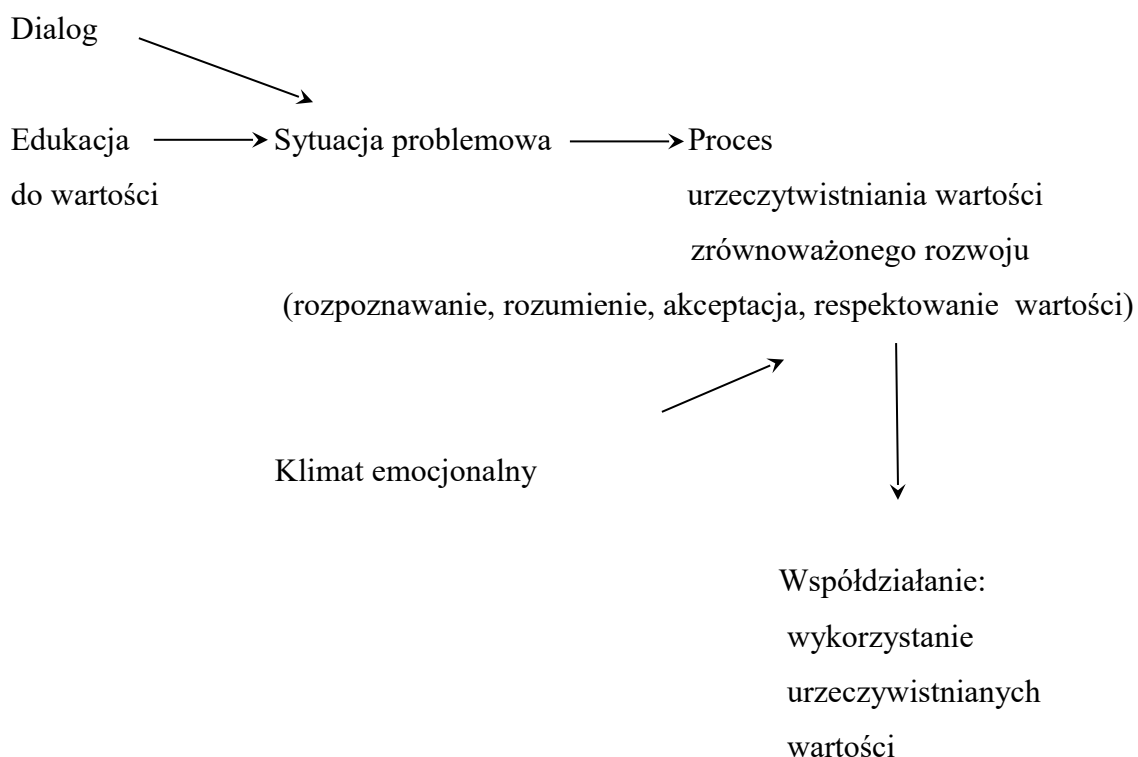 Dialog
Edukacja Sytuacja problemowa Proces
do wartości urzeczytwistniania wartości
zrównoważonego rozwoju
(rozpoznawanie, rozumienie, akceptacja, respektowanie wartości)
Klimat emocjonalny
Współdziałanie:
wykorzystanie
urzeczywistnianych
wartości